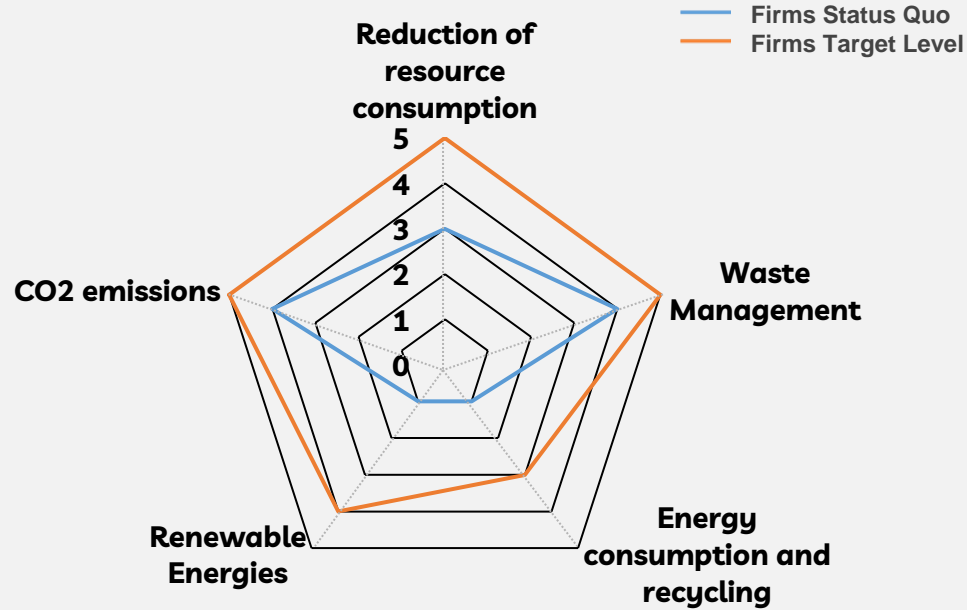 Firms Status Quo
Firms Target Level
Reduction of
resource
consumption
5
4
3
2
1
0
Waste
Management
CO2 emissions
Energy
consumption and
recycling
Renewable
Energies